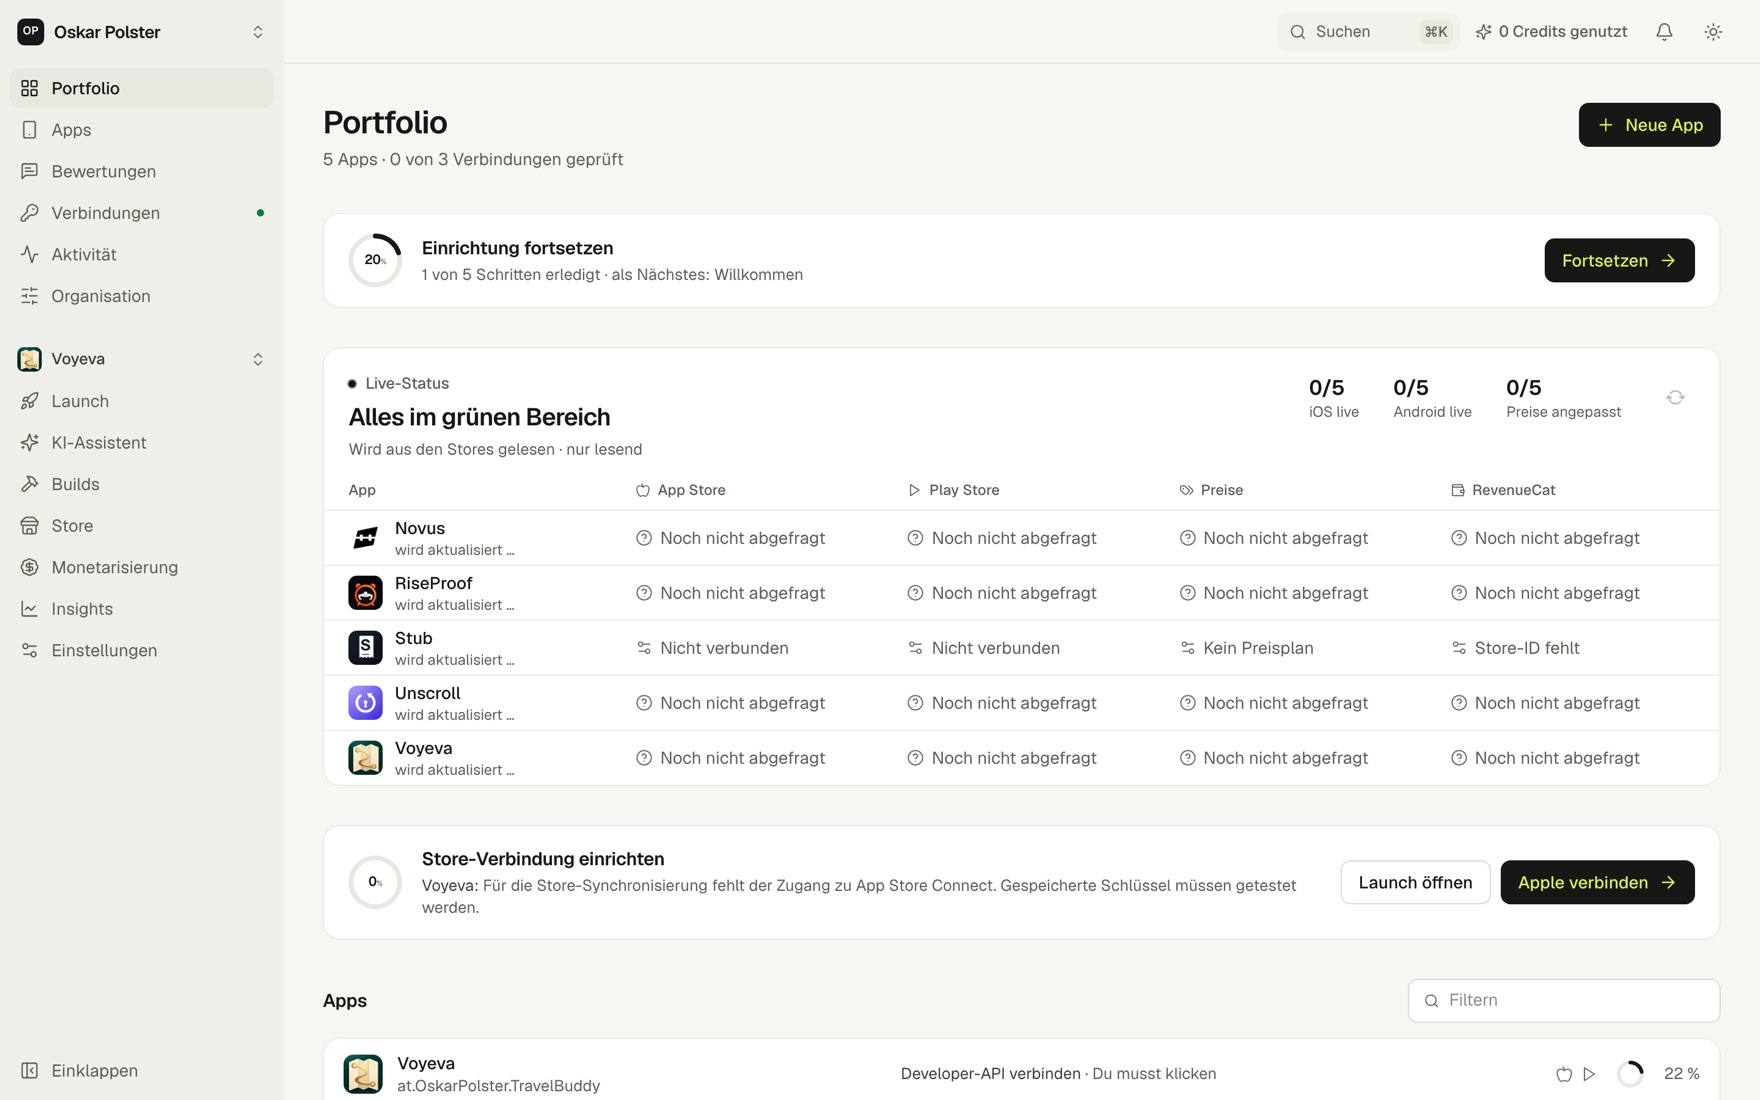 OP Oskar Polster
Suchen ⌘K
0 Credits genutzt
Portfolio
Apps
Bewertungen
Verbindungen
Aktivität
Organisation
Voyeva
Launch
KI-Assistent
Builds
Store
Monetarisierung
Insights
Einstellungen
Einklappen
Portfolio
5 Apps · 0 von 3 Verbindungen geprüft
Neue App
20%
Einrichtung fortsetzen
1 von 5 Schritten erledigt · als Nächstes: Willkommen
Fortsetzen
Live-Status
Alles im grünen Bereich
Wird aus den Stores gelesen · nur lesend
0/5 0/5 0/5
iOS live Android live Preise angepasst
App App Store Play Store Preise RevenueCat
Novus
wird aktualisiert …
Noch nicht abgefragt Noch nicht abgefragt Noch nicht abgefragt Noch nicht abgefragt
RiseProof
wird aktualisiert …
Noch nicht abgefragt Noch nicht abgefragt Noch nicht abgefragt Noch nicht abgefragt
S
Stub
wird aktualisiert …
Nicht verbunden Nicht verbunden Kein Preisplan Store-ID fehlt
Unscroll
wird aktualisiert …
Noch nicht abgefragt Noch nicht abgefragt Noch nicht abgefragt Noch nicht abgefragt
Voyeva
wird aktualisiert …
Noch nicht abgefragt Noch nicht abgefragt Noch nicht abgefragt Noch nicht abgefragt
0%
Store-Verbindung einrichten
Voyeva: Für die Store-Synchronisierung fehlt der Zugang zu App Store Connect. Gespeicherte Schlüssel müssen getestet
werden.
Launch öffnen
Apple verbinden
Apps
Filtern
Voyeva
at.OskarPolster.TravelBuddy
Developer-API verbinden · Du musst klicken
22 %